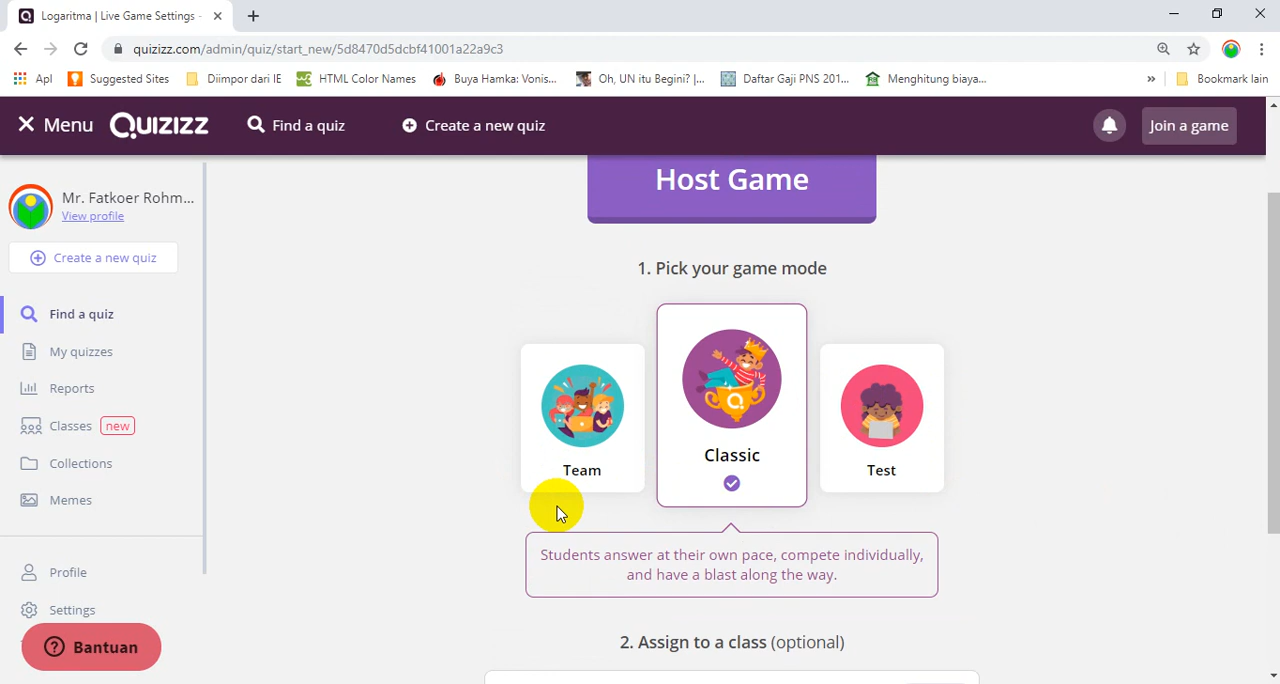 Logaritma | Live Game Settings -
quizizz.com/admin/quiz/start_new/5d8470d5dcbf41001a22a9c3
Apl
Suggested Sites
Diimpor dari IE
HTML Color Names
Buya Hamka: Vonis...
Oh, UN itu Begini? |...
Daftar Gaji PNS 201...
Menghitung biaya...
»
Bookmark lain
Menu
QUIZIZZ
Find a quiz
Create a new quiz
Join a game
Mr. Fatkoer Rohm...
View profile
Create a new quiz
Find a quiz
My quizzes
Reports
Classes new
Collections
Memes
Profile
Settings
Bantuan
Host Game
1. Pick your game mode
Team
Classic
Test
Students answer at their own pace, compete individually,
and have a blast along the way.
2. Assign to a class (optional)